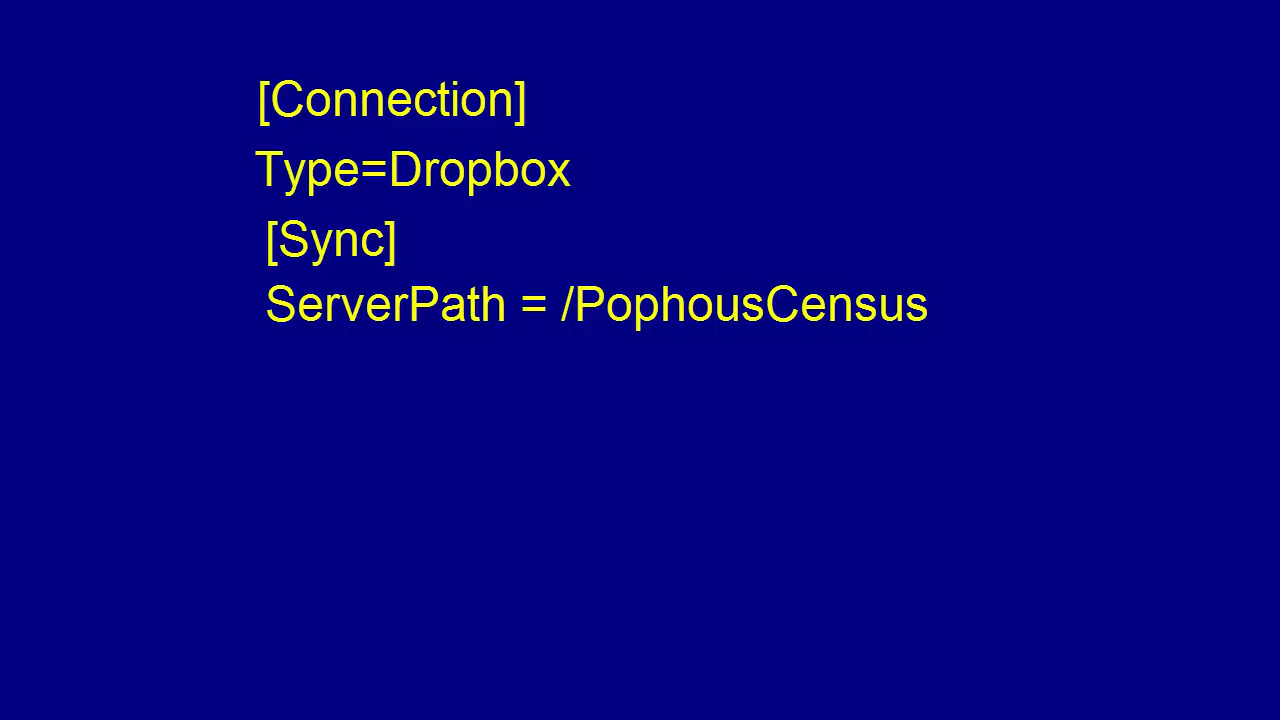 [Connection]
Type=Dropbox
[Sync]
ServerPath = /PophousCensus